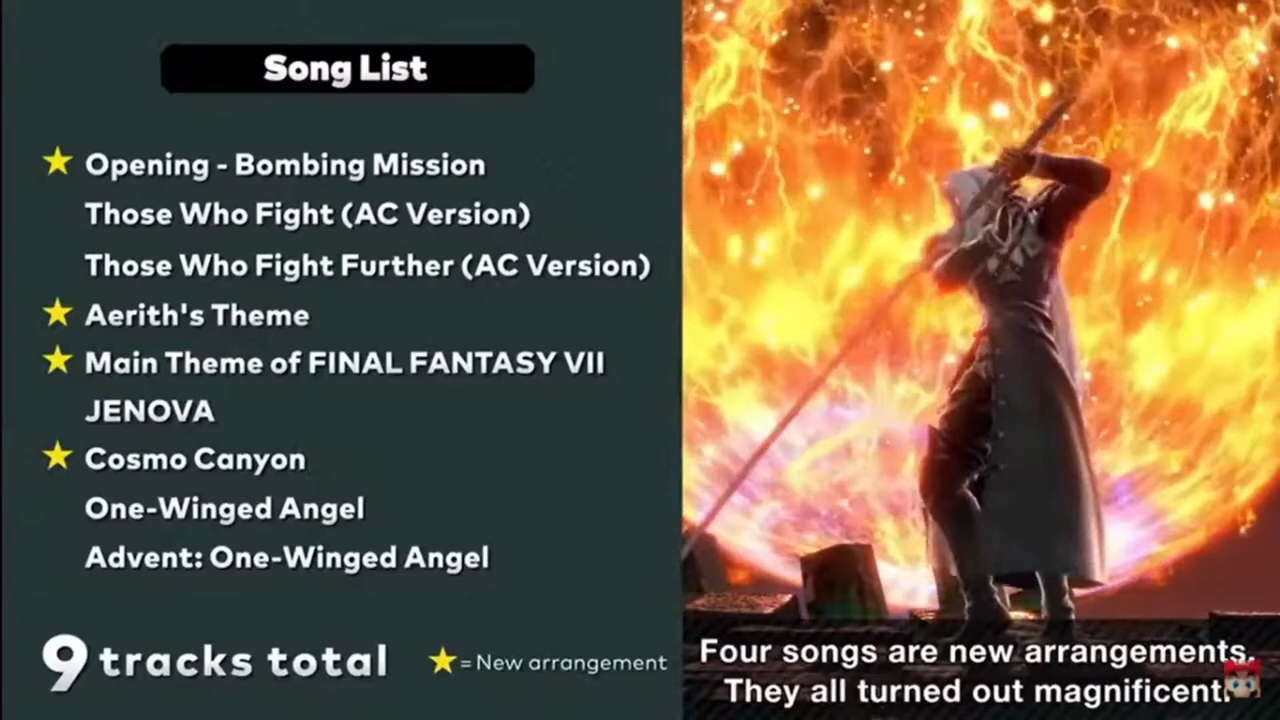 Song List
★ Opening - Bombing Mission
Those Who Fight (AC Version)
Those Who Fight Further (AC Version)
★ Aerith's Theme
★ Main Theme of FINAL FANTASY VII
JENOVA
★ Cosmo Canyon
One-Winged Angel
Advent: One-Winged Angel
9 tracks total
★ = New arrangement
Four songs are new arrangements.
They all turned out magnificent.